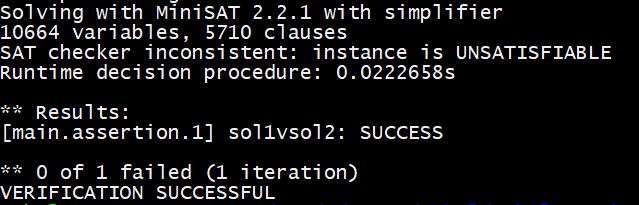 Solving with MiniSAT 2.2.1 with simplifier
10664 variables, 5710 clauses
SAT checker inconsistent: instance is UNSATISFIABLE
Runtime decision procedure: 0.0222658s
** Results:
[main.assertion.1] sol1vsol2: SUCCESS
** 0 of 1 failed (1 iteration)
VERIFICATION SUCCESSFUL